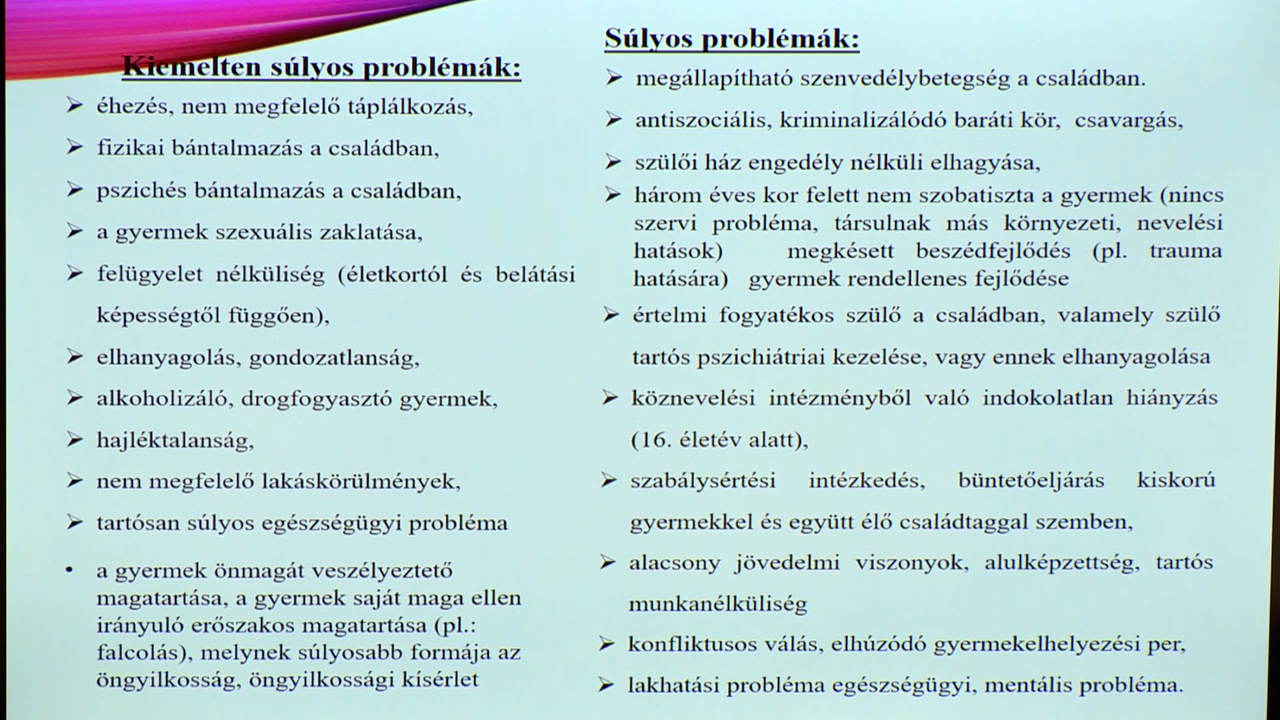 Kiemelten súlyos problémák:
éhezés, nem megfelelő táplálkozás,
fizikai bántalmazás a családban,
pszichés bántalmazás a családban,
a gyermek szexuális zaklatása,
felügyelet nélküliség (életkortól és belátási
képességtől függően),
elhanyagolás, gondozatlanság,
alkoholizáló, drogfogyasztó gyermek,
hajléktalanság,
nem megfelelő lakáskörülmények,
tartósan súlyos egészségügyi probléma
• a gyermek önmagát veszélyeztető
magatartása, a gyermek saját maga ellen
irányuló erőszakos magatartása (pl.:
falcolás), melynek súlyosabb formája az
öngyilkosság, öngyilkossági kísérlet
Súlyos problémák:
megállapítható szenvedélybetegség a családban.
antiszociális, kriminalizálódó baráti kör, csavargás,
szülői ház engedély nélküli elhagyása,
három éves kor felett nem szobatiszta a gyermek (nincs
szervi probléma, társulnak más környezeti, nevelési
hatások) megkésett beszédfejlődés (pl. trauma
hatására) gyermek rendellenes fejlődése
értelmi fogyatékos szülő a családban, valamely szülő
tartós pszichiátriai kezelése, vagy ennek elhanyagolása
köznevelési intézményből való indokolatlan hiányzás
(16. életév alatt),
szabálysértési intézkedés, büntetőeljárás kiskorú
gyermekkel és együtt élő családtaggal szemben,
alacsony jövedelmi viszonyok, alulképzettség, tartós
munkanélküliség
konfliktusos válás, elhúzódó gyermekelhelyezési per,
lakhatási probléma egészségügyi, mentális probléma.